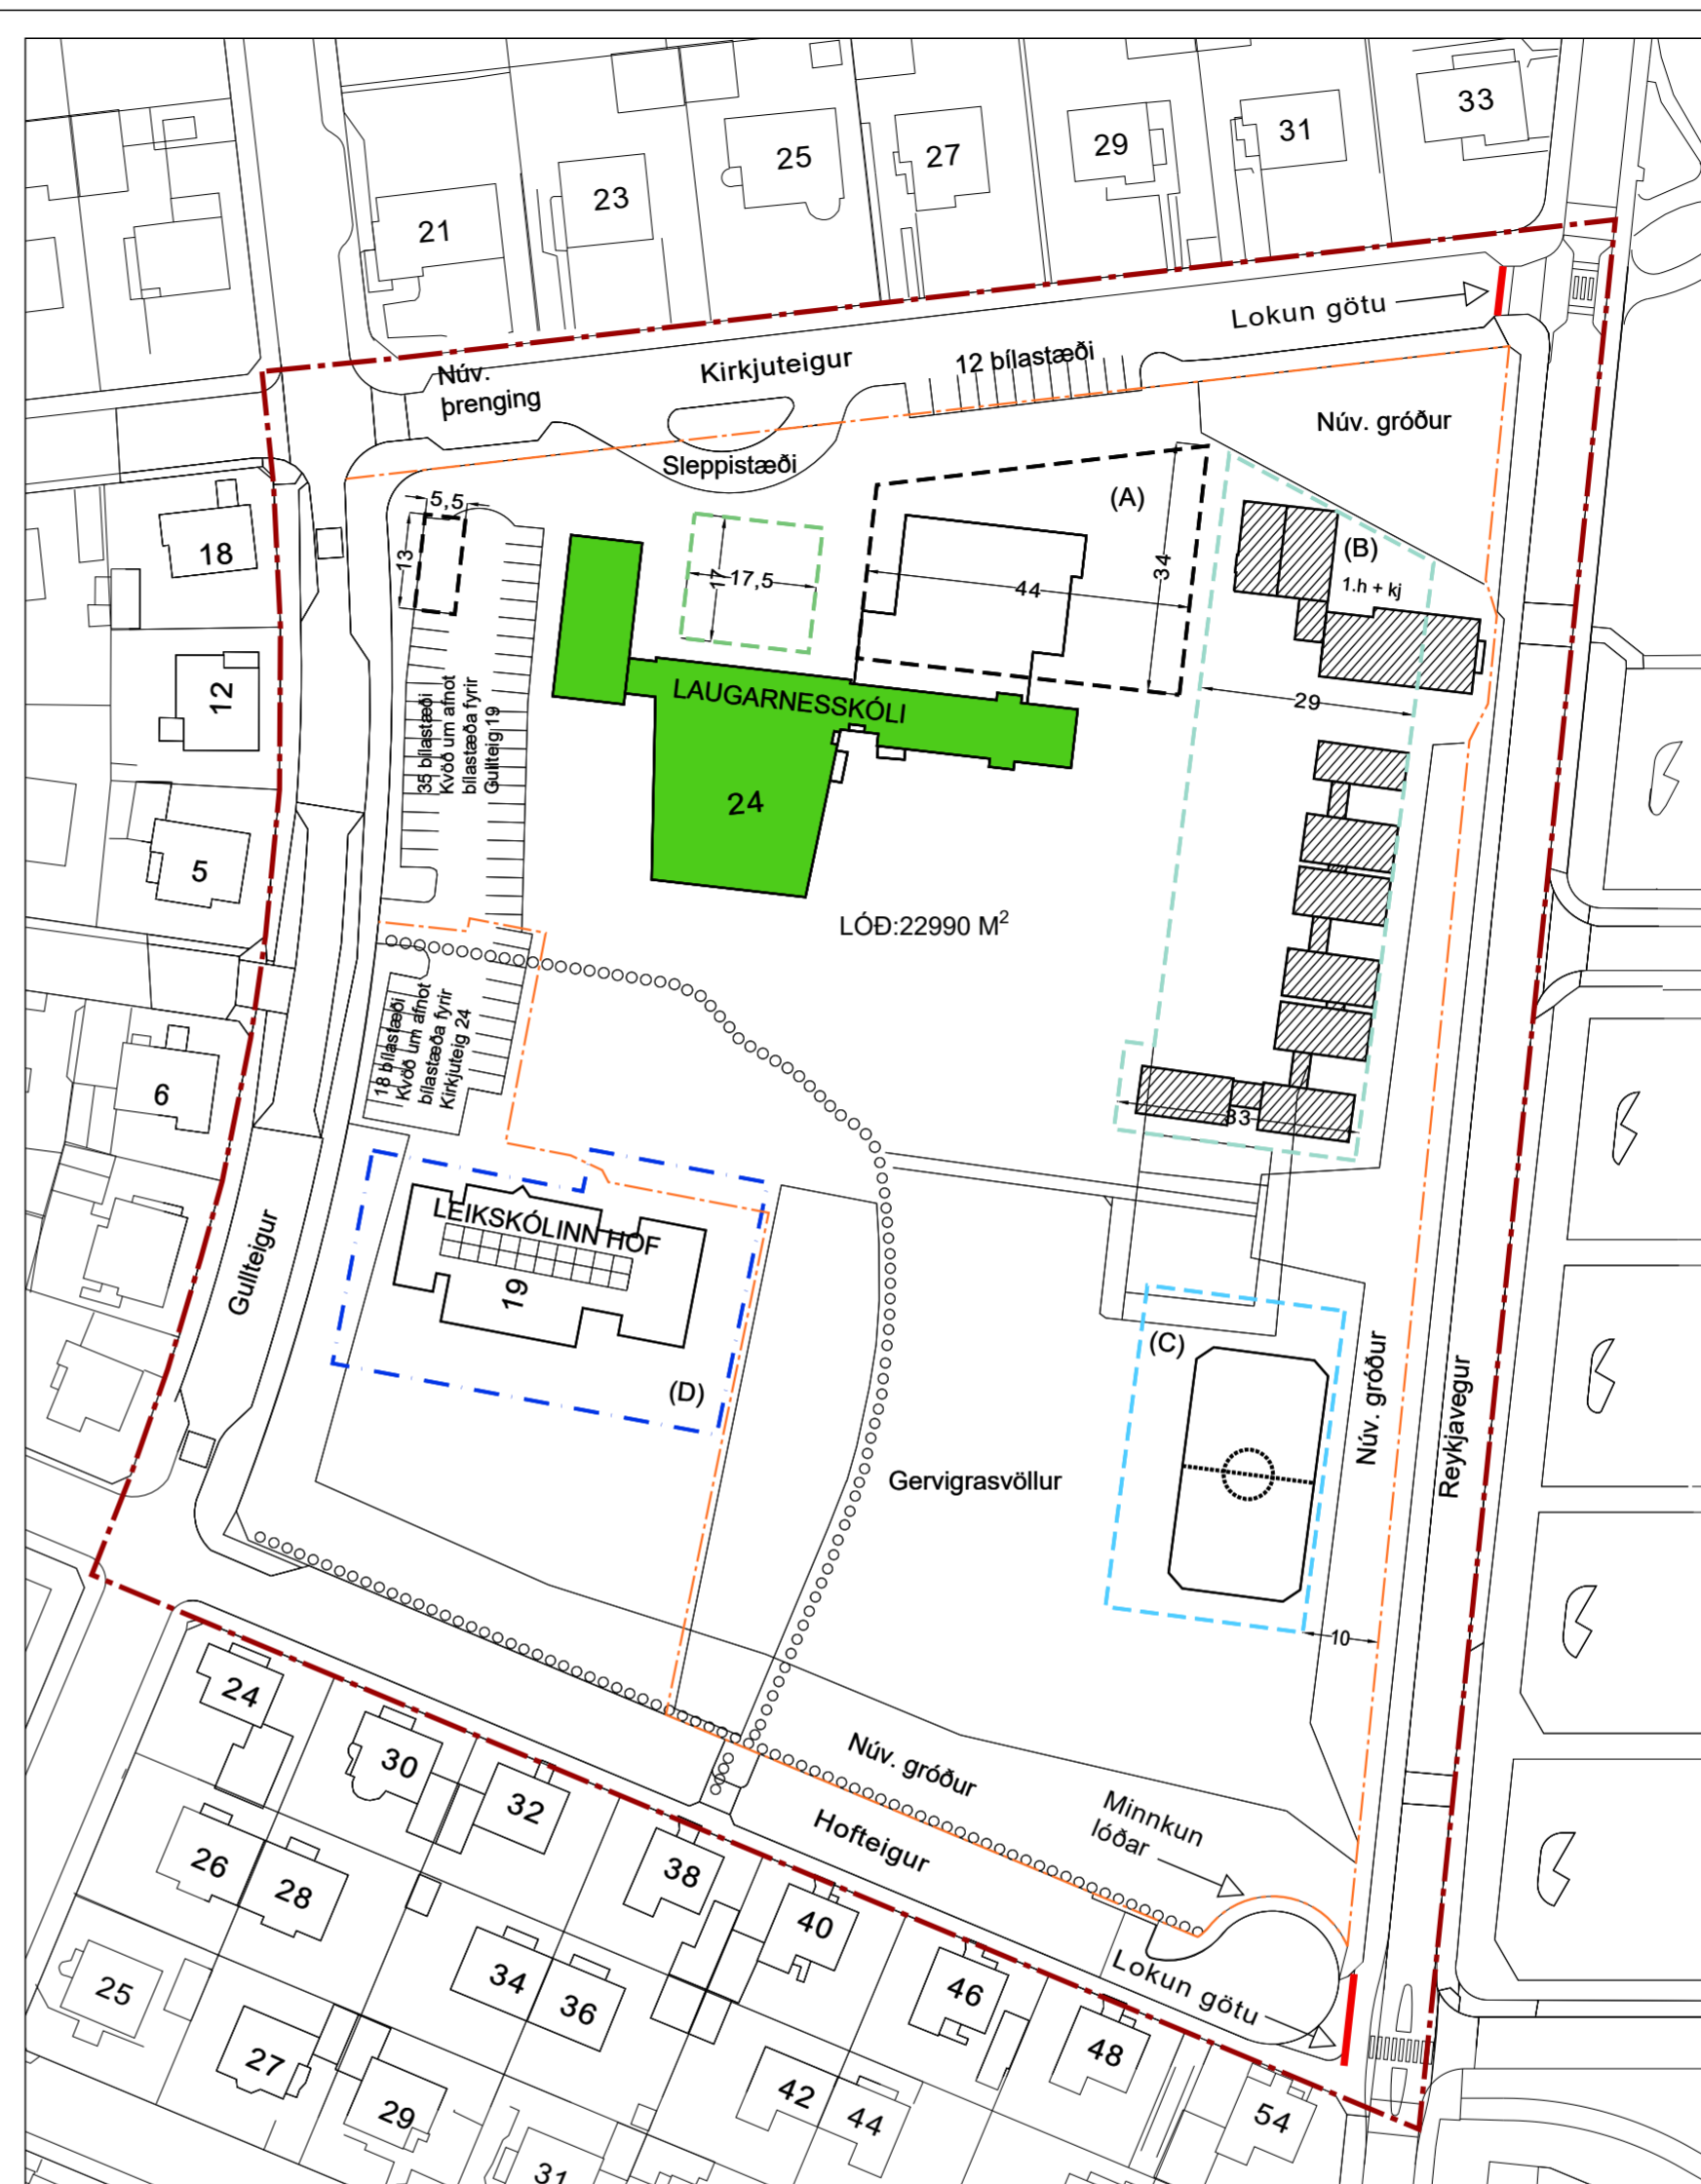 33
31
29
27
25
23
21
Lokun götu
Kirkjuteigur
12 bílastæði
Núv.
þrenging
Núv. gróður
Sleppistæði
(A)
5,5
13
17
17,5
44
34
(B)
1.h + kj
18
12
5
6
35 bílastæði
Kvöð um afnot
bílastæða fyrir
Gullteig 19
LAUGARNESSKÓLI
24
29
LÓÐ:22990 M²
18 bílastæði
Kvöð um afnot
bílastæða fyrir
Kirkjuteig 24
33
LEIKSKÓLINN HOF
19
(D)
Gullteigur
(C)
Núv. gróður
Reykjavegur
Gervigrasvöllur
10
Núv. gróður
Hofteigur
Minnkun
lóðar
Lokun götu
24
30
32
26
28
38
40
34
36
46
48
25
27
29
42
44
54
31